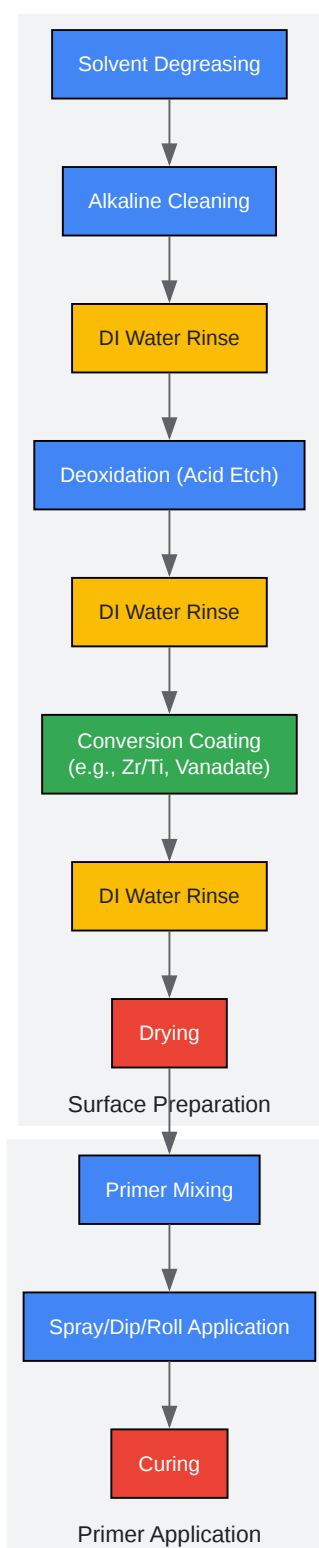 Solvent Degreasing
Alkaline Cleaning
DI Water Rinse
Deoxidation (Acid Etch)
DI Water Rinse
Conversion Coating
(e.g., Zr/Ti, Vanadate)
DI Water Rinse
Drying
Surface Preparation
Primer Mixing
Spray/Dip/Roll Application
Curing
Primer Application